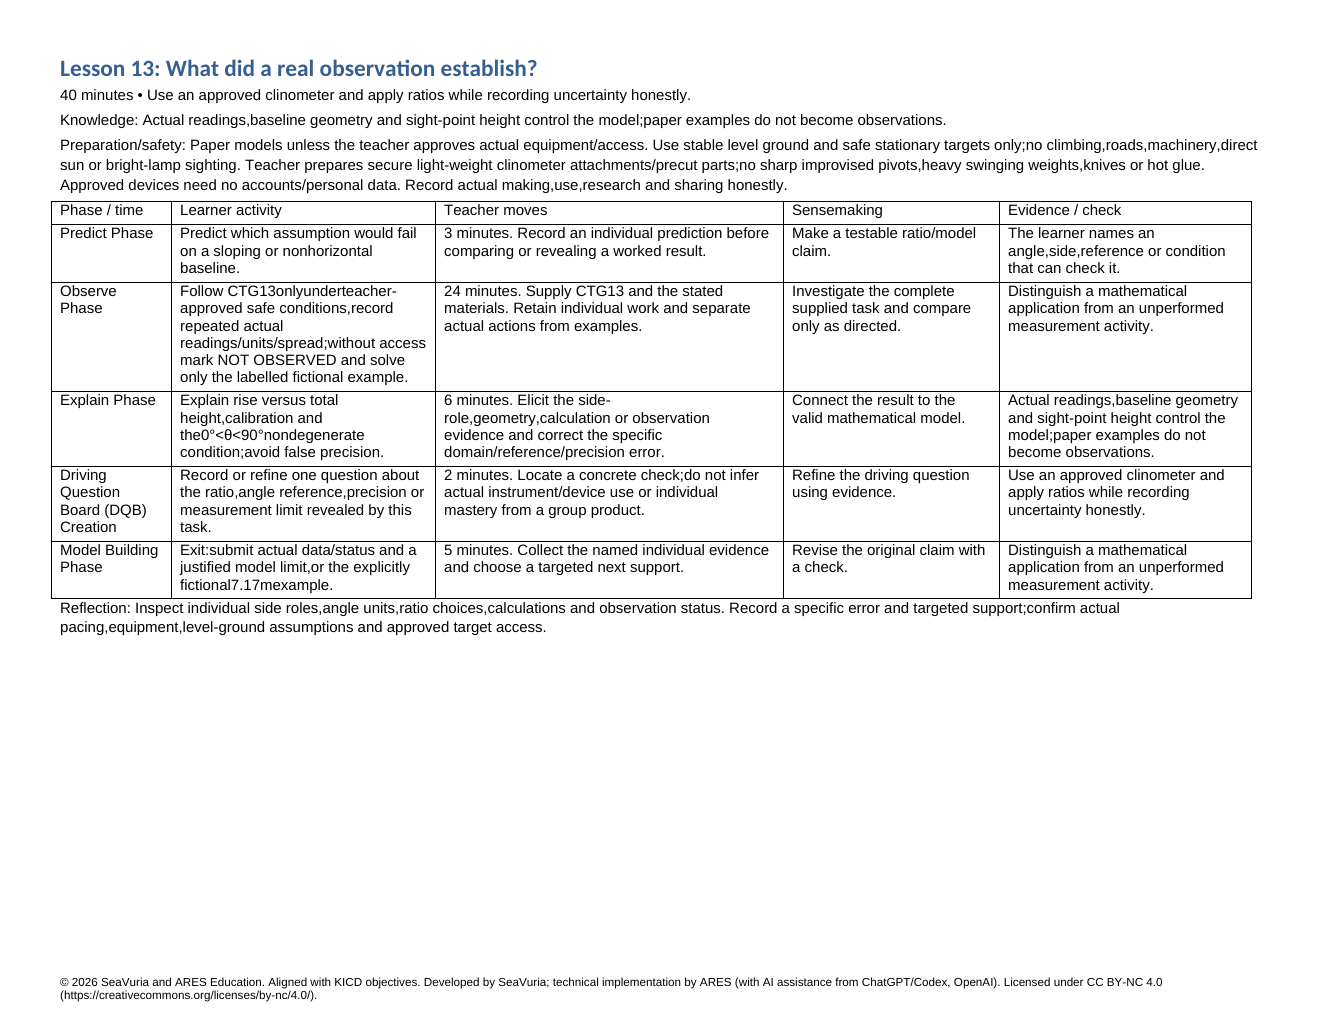 Lesson 13: What did a real observation establish?
40 minutes • Use an approved clinometer and apply ratios while recording uncertainty honestly.
Knowledge: Actual readings,baseline geometry and sight-point height control the model;paper examples do not become observations.
Preparation/safety: Paper models unless the teacher approves actual equipment/access. Use stable level ground and safe stationary targets only;no climbing,roads,machinery,direct
sun or bright-lamp sighting. Teacher prepares secure light-weight clinometer attachments/precut parts;no sharp improvised pivots,heavy swinging weights,knives or hot glue.
Approved devices need no accounts/personal data. Record actual making,use,research and sharing honestly.
Phase / time
Learner activity
Teacher moves
Sensemaking
Evidence / check
Predict Phase
Predict which assumption would fail
on a sloping or nonhorizontal
baseline.
3 minutes. Record an individual prediction before
comparing or revealing a worked result.
Make a testable ratio/model
claim.
The learner names an
angle,side,reference or condition
that can check it.
Observe
Phase
Follow CTG13onlyunderteacher-
approved safe conditions,record
repeated actual
readings/units/spread;without access
mark NOT OBSERVED and solve
only the labelled fictional example.
24 minutes. Supply CTG13 and the stated
materials. Retain individual work and separate
actual actions from examples.
Investigate the complete
supplied task and compare
only as directed.
Distinguish a mathematical
application from an unperformed
measurement activity.
Explain Phase
Explain rise versus total
height,calibration and
the0°<θ<90°nondegenerate
condition;avoid false precision.
6 minutes. Elicit the side-
role,geometry,calculation or observation
evidence and correct the specific
domain/reference/precision error.
Connect the result to the
valid mathematical model.
Actual readings,baseline geometry
and sight-point height control the
model;paper examples do not
become observations.
Driving
Question
Board (DQB)
Creation
Record or refine one question about
the ratio,angle reference,precision or
measurement limit revealed by this
task.
2 minutes. Locate a concrete check;do not infer
actual instrument/device use or individual
mastery from a group product.
Refine the driving question
using evidence.
Use an approved clinometer and
apply ratios while recording
uncertainty honestly.
Model Building
Phase
Exit:submit actual data/status and a
justified model limit,or the explicitly
fictional7.17mexample.
5 minutes. Collect the named individual evidence
and choose a targeted next support.
Revise the original claim with
a check.
Distinguish a mathematical
application from an unperformed
measurement activity.
Reflection: Inspect individual side roles,angle units,ratio choices,calculations and observation status. Record a specific error and targeted support;confirm actual
pacing,equipment,level-ground assumptions and approved target access.
© 2026 SeaVuria and ARES Education. Aligned with KICD objectives. Developed by SeaVuria; technical implementation by ARES (with AI assistance from ChatGPT/Codex, OpenAI). Licensed under CC BY-NC 4.0
(https://creativecommons.org/licenses/by-nc/4.0/).